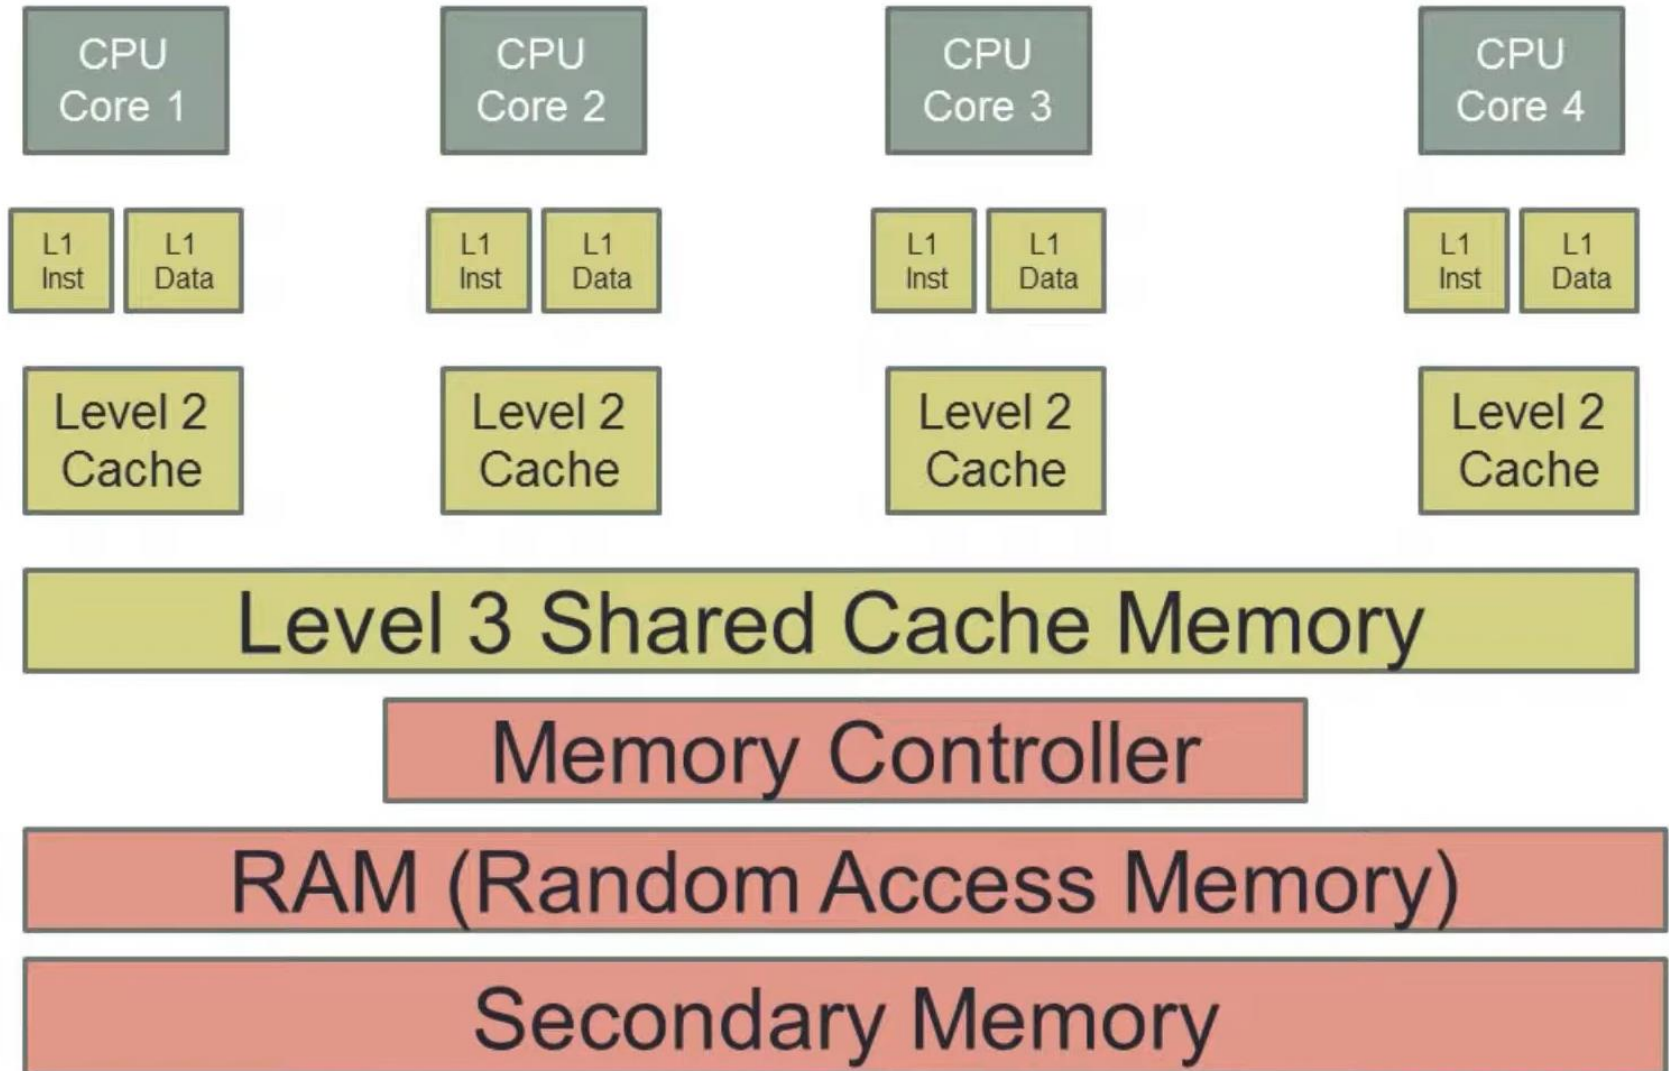 CPU
Core 1
CPU
Core 2
CPU
Core 3
CPU
Core 4
L1
Inst
L1
Data
L1
Inst
L1
Data
L1
Inst
L1
Data
L1
Inst
L1
Data
Level 2
Cache
Level 2
Cache
Level 2
Cache
Level 2
Cache
Level 3 Shared Cache Memory
Memory Controller
RAM (Random Access Memory)
Secondary Memory